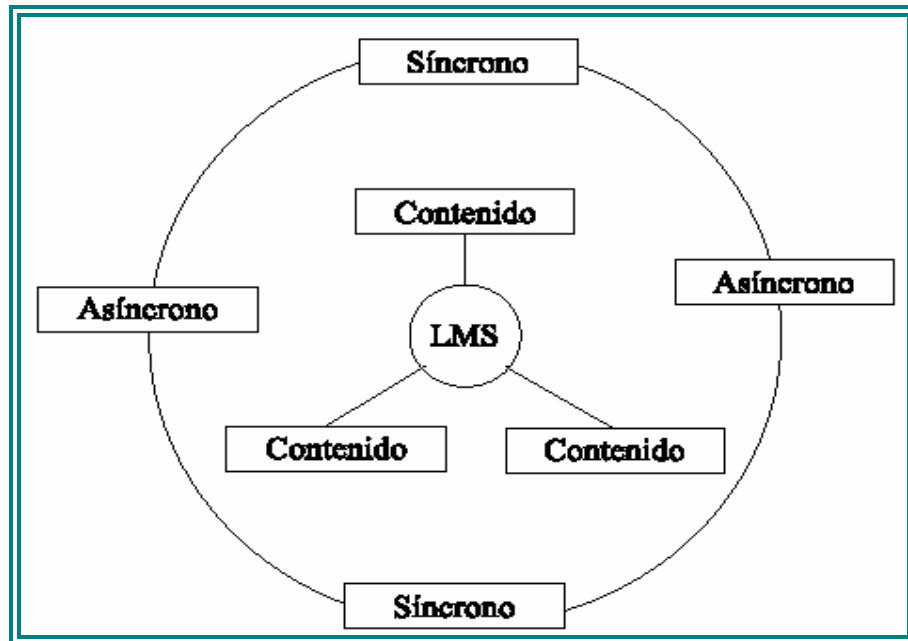 Síncrono
Contenido
Asíncrono
Asíncrono
LMS
Contenido
Contenido
Síncrono